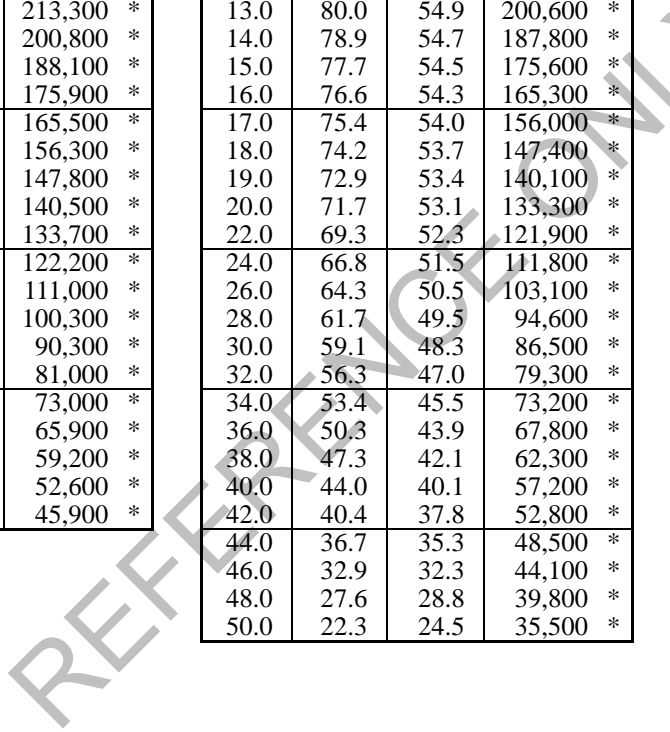 213,300 *
200,800 *
188,100 *
175,900 *
165,500 *
156,300 *
147,800 *
140,500 *
133,700 *
122,200 *
111,000 *
100,300 *
90,300 *
81,000 *
73,000 *
65,900 *
59,200 *
52,600 *
45,900 *
13.0 80.0 54.9 200,600 *
14.0 78.9 54.7 187,800 *
15.0 77.7 54.5 175,600 *
16.0 76.6 54.3 165,300 *
17.0 75.4 54.0 156,000 *
18.0 74.2 53.7 147,400 *
19.0 72.9 53.4 140,100 *
20.0 71.7 53.1 133,300 *
22.0 69.3 52.3 121,900 *
24.0 66.8 51.5 111,800 *
26.0 64.3 50.5 103,100 *
28.0 61.7 49.5 94,600 *
30.0 59.1 48.3 86,500 *
32.0 56.3 47.0 79,300 *
34.0 53.4 45.5 73,200 *
36.0 50.3 43.9 67,800 *
38.0 47.3 42.1 62,300 *
40.0 44.0 40.1 57,200 *
42.0 40.4 37.8 52,800 *
44.0 36.7 35.3 48,500 *
46.0 32.9 32.3 44,100 *
48.0 27.6 28.8 39,800 *
50.0 22.3 24.5 35,500 *
REFERENCE ONL